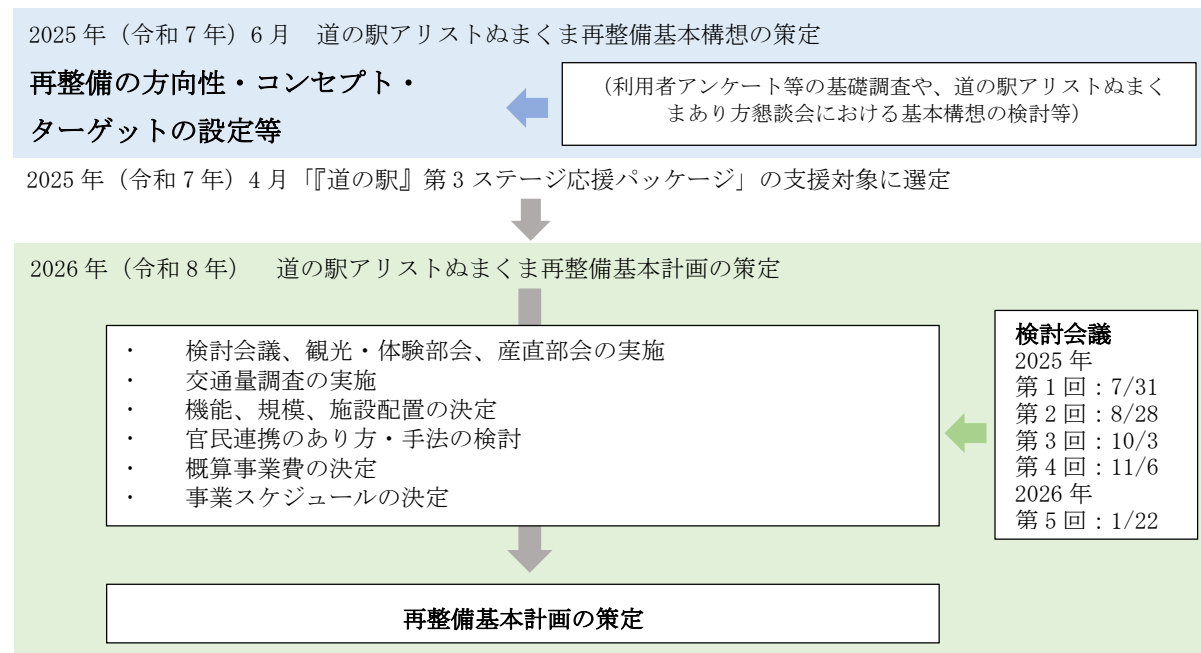 2025年（令和7年）6月　道の駅アリストぬまくま再整備基本構想の策定
再整備の方向性・コンセプト・
ターゲットの設定等
（利用者アンケート等の基礎調査や、道の駅アリストぬまく
まあり方懇談会における基本構想の検討等）
2025年（令和7年）4月「『道の駅』第3ステージ応援パッケージ」の支援対象に選定
2026年（令和8年）　道の駅アリストぬまくま再整備基本計画の策定
・　検討会議、観光・体験部会、産直部会の実施
・　交通量調査の実施
・　機能、規模、施設配置の決定
・　官民連携のあり方・手法の検討
・　概算事業費の決定
・　事業スケジュールの決定
検討会議
2025年
第1回：7/31
第2回：8/28
第3回：10/3
第4回：11/6
2026年
第5回：1/22
再整備基本計画の策定